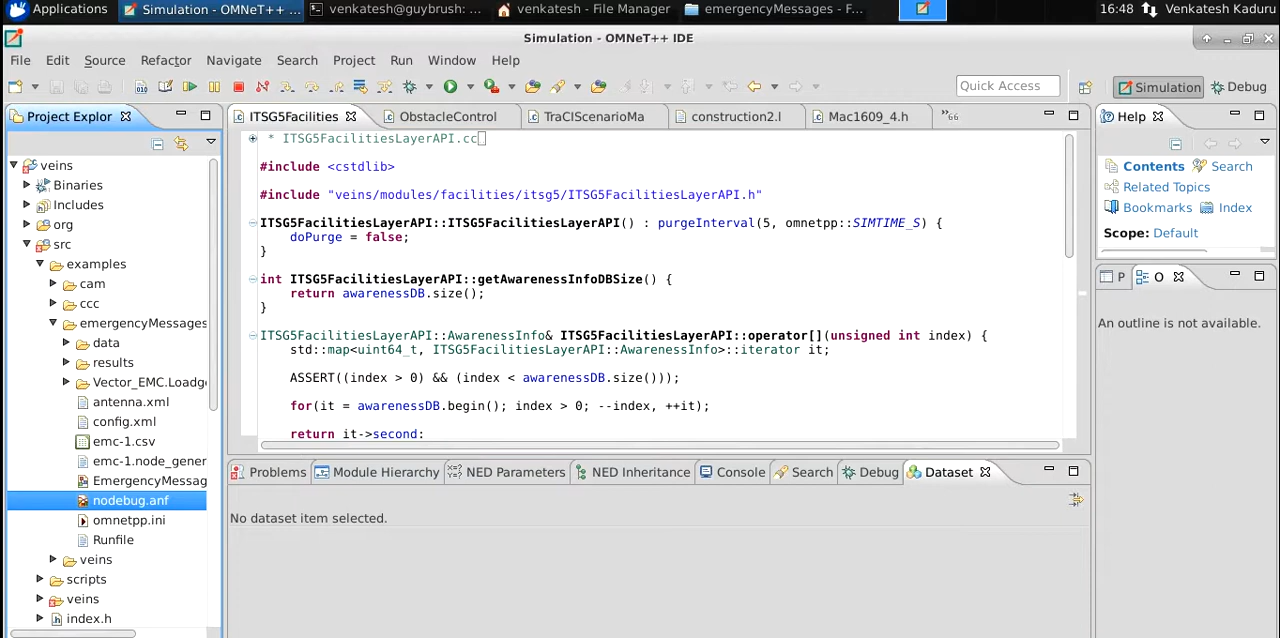 Applications
Simulation - OMNeT++ ...
venkatesh@guybrush: ...
venkatesh - File Manager
emergencyMessages - F...
16:48
Venkatesh Kaduru
Simulation - OMNeT++ IDE
File Edit Source Refactor Navigate Search Project Run Window Help
Quick Access
Simulation
Debug
Project Explor
veins
Binaries
Includes
org
src
examples
cam
ccc
emergencyMessages
data
results
Vector_EMC.Loadg
antenna.xml
config.xml
emc-1.csv
emc-1.node_gener
EmergencyMessag
nodebug.anf
omnetpp.ini
Runfile
veins
scripts
veins
index.h
ITSG5Facilities
ObstacleControl
TraCIScenarioMa
construction2.l
Mac1609_4.h
»66
* ITSG5FacilitiesLayerAPI.cc
#include <cstdlib>
#include "veins/modules/facilities/itsg5/ITSG5FacilitiesLayerAPI.h"
ITSG5FacilitiesLayerAPI::ITSG5FacilitiesLayerAPI() : purgeInterval(5, omnetpp::SIMTIME_S) {
doPurge = false;
}
int ITSG5FacilitiesLayerAPI::getAwarenessInfoDBSize() {
return awarenessDB.size();
}
ITSG5FacilitiesLayerAPI::AwarenessInfo& ITSG5FacilitiesLayerAPI::operator[](unsigned int index) {
std::map<uint64_t, ITSG5FacilitiesLayerAPI::AwarenessInfo>::iterator it;
ASSERT((index > 0) && (index < awarenessDB.size()));
for(it = awarenessDB.begin(); index > 0; --index, ++it);
return it->second;
Problems
Module Hierarchy
NED Parameters
NED Inheritance
Console
Search
Debug
Dataset
No dataset item selected.
Help
Contents
Search
Related Topics
Bookmarks
Index
Scope: Default
P
O
An outline is not available.